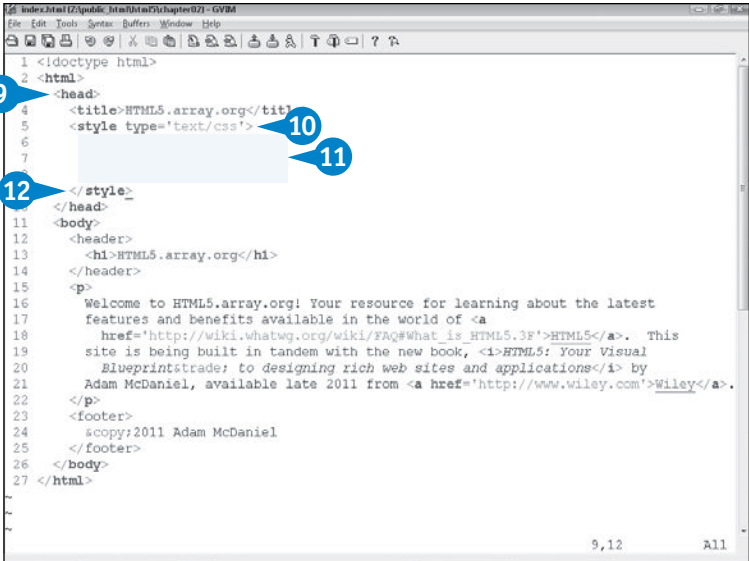 index.html (Z:\public_html\html5\chapter02) - GVIM
File Edit Tools Syntax Buffers Window Help
1 <!doctype html>
2 <html>
9 <head>
4 <title>HTML5.array.org</titl
5 <style type='text/css'> 10
6
7 11
12 </style>
</head>
11 <body>
12 <header>
13 <h1>HTML5.array.org</h1>
14 </header>
15 <p>
16 Welcome to HTML5.array.org! Your resource for learning about the latest
17 features and benefits available in the world of <a
18 href='http://wiki.whatwg.org/wiki/FAQ#What_is_HTML5.3F'>HTML5</a>. This
19 site is being built in tandem with the new book, <i>HTML5: Your Visual
20 Blueprint&trade; to designing rich web sites and applications</i> by
21 Adam McDaniel, available late 2011 from <a href='http://www.wiley.com'>Wiley</a>.
22 </p>
23 <footer>
24 &copy;2011 Adam McDaniel
25 </footer>
26 </body>
27 </html>
~
~
~
9,12 All